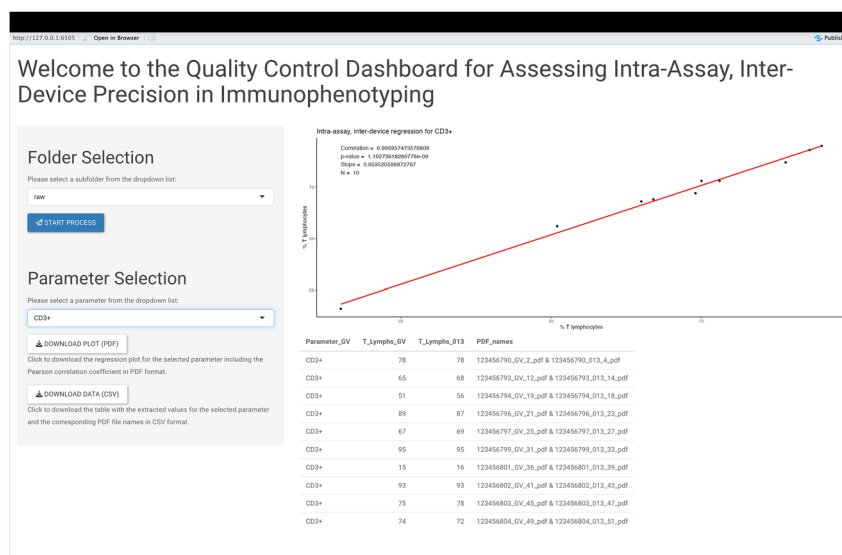 http://127.0.0.1:6505
Open in Browser
Publish
Welcome to the Quality Control Dashboard for Assessing Intra-Assay, Inter-
Device Precision in Immunophenotyping
Folder Selection
Please select a subfolder from the dropdown list:
raw
START PROCESS
Parameter Selection
Please select a parameter from the dropdown list:
CD3+
DOWNLOAD PLOT (PDF)
Click to download the regression plot for the selected parameter including the
Pearson correlation coefficient in PDF format.
DOWNLOAD DATA (CSV)
Click to download the table with the extracted values for the selected parameter
and the corresponding PDF file names in CSV format.
Intra-assay, inter-device regression for CD3+
Correlation = 0.995957473576808
p-value = 1.16273618289778e-09
Slope = 0.959520596872767
N = 10
% T lymphocytes
75
50
25
25
50
75
% T lymphocytes
Parameter_GV T_Lymphs_GV T_Lymphs_013 PDF_names
CD3+ 78 78 123456790_GV_2_pdf & 123456790_013_4_pdf
CD3+ 65 68 123456793_GV_12_pdf & 123456793_013_14_pdf
CD3+ 51 56 123456794_GV_19_pdf & 123456794_013_18_pdf
CD3+ 89 87 123456796_GV_21_pdf & 123456796_013_23_pdf
CD3+ 67 69 123456797_GV_25_pdf & 123456797_013_27_pdf
CD3+ 95 95 123456799_GV_31_pdf & 123456799_013_33_pdf
CD3+ 15 16 123456801_GV_36_pdf & 123456801_013_39_pdf
CD3+ 93 93 123456802_GV_41_pdf & 123456802_013_43_pdf
CD3+ 75 78 123456803_GV_45_pdf & 123456803_013_47_pdf
CD3+ 74 72 123456804_GV_49_pdf & 123456804_013_51_pdf